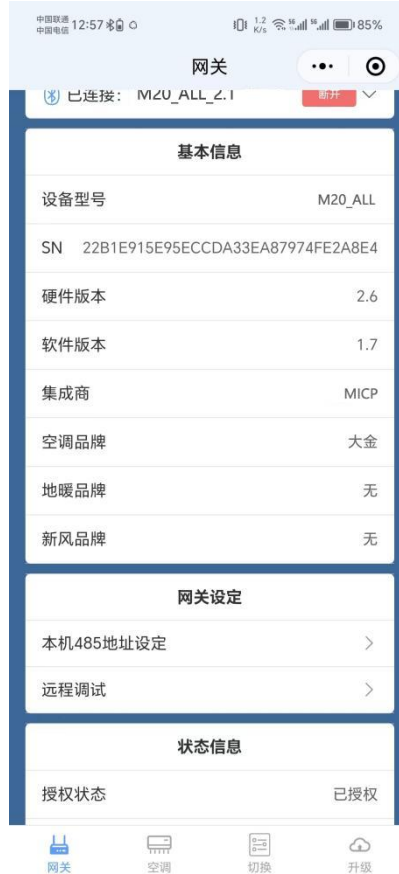 中国联通
中国电信 12:57 1.2 K/s 5G 5G 85%
网关
已连接： M20_ALL_2.1 断开
基本信息
设备型号 M20_ALL
SN 22B1E915E95ECCDA33EA87974FE2A8E4
硬件版本 2.6
软件版本 1.7
集成商 MICP
空调品牌 大金
地暖品牌 无
新风品牌 无
网关设定
本机485地址设定
远程调试
状态信息
授权状态 已授权
网关 空调 切换 升级